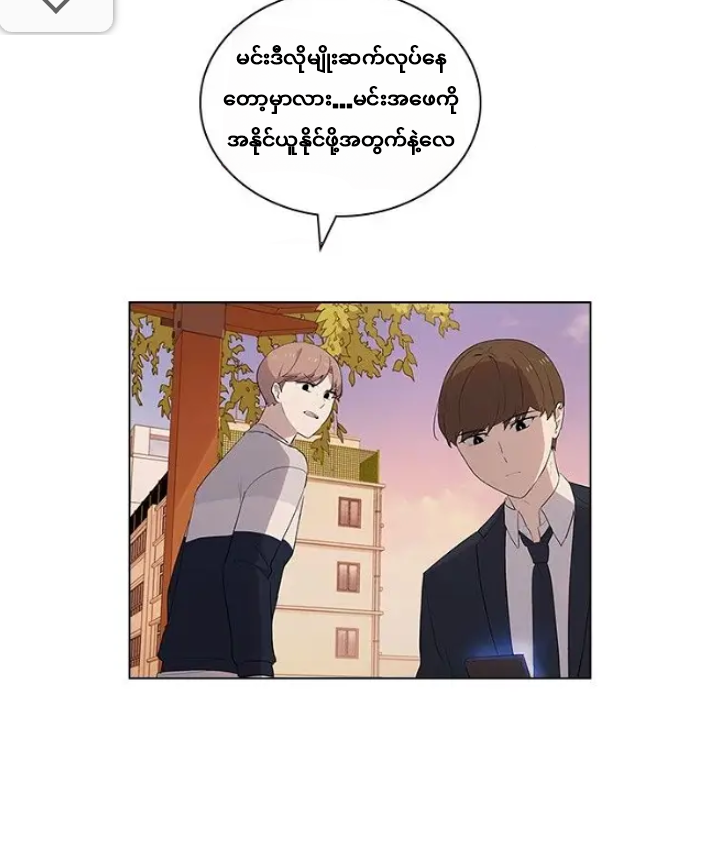 မင်းဒီလိုမျိုးဆက်လုပ်နေ
တော့မှာလား...မင်းအဖေကို
အနိုင်ယူနိုင်ဖို့အတွက်နဲ့လေ